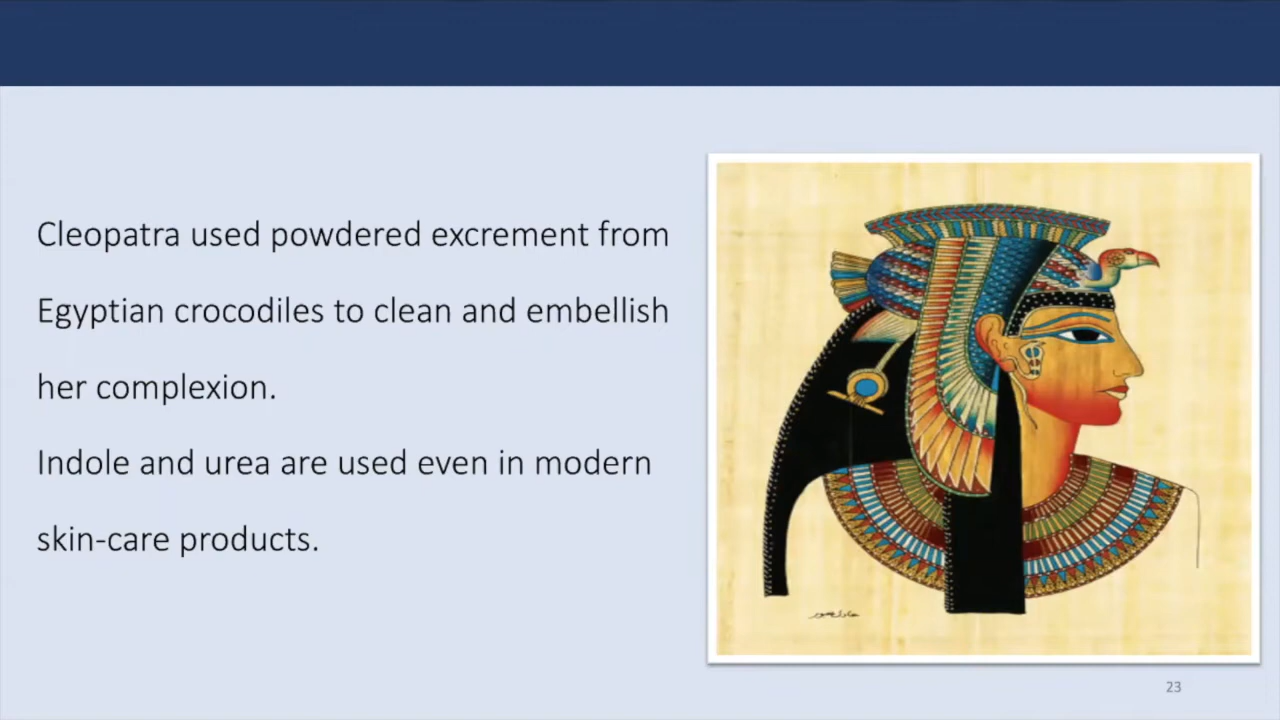 Cleopatra used powdered excrement from
Egyptian crocodiles to clean and embellish
her complexion.
Indole and urea are used even in modern
skin-care products.
23